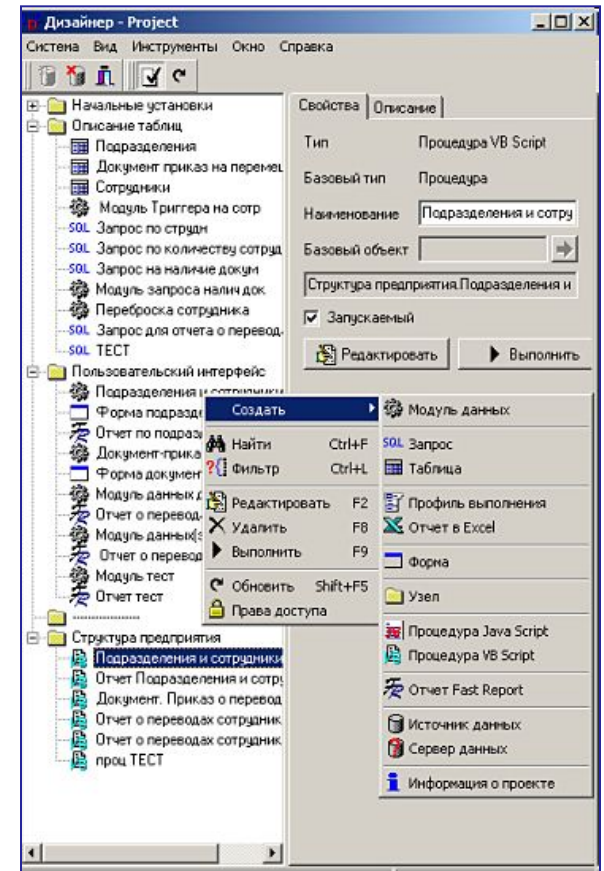 Дизайнер - Project
Система Вид Инструменты Окно Справка
Начальные установки
Описание таблиц
Подразделения
Документ приказ на перемещ
Сотрудники
Модуль Триггера на сотр
SQL Запрос по струдн
SQL Запрос по количеству сотруд
SQL Запрос на наличие докум
Модуль запроса налич док
Переброска сотрудника
SQL Запрос для отчета о перевод
SQL ТЕСТ
Пользовательский интерфейс
Подразделения и сотрудники
Форма подразде
Отчет по подраз
Документ-прика
Форма документ
Модуль данных д
Отчет о перевод
Модуль данных(з
Отчет о перевод
Модуль тест
Отчет тест
-----------------
Структура предприятия
Подразделения и сотрудники
Отчет Подразделения и сотру
Документ. Приказ о перевод
Отчет о переводах сотрудник
Отчет о переводах сотрудник
проц ТЕСТ
Свойства Описание
Тип Процедура VB Script
Базовый тип Процедура
Наименование Подразделения и сотру
Базовый объект
Структура предприятия.Подразделения и
Запускаемый
Редактировать Выполнить
Создать
Найти Ctrl+F
Фильтр Ctrl+L
Редактировать F2
Удалить F8
Выполнить F9
Обновить Shift+F5
Права доступа
Модуль данных
SQL Запрос
Таблица
Профиль выполнения
Отчет в Excel
Форма
Узел
Процедура Java Script
Процедура VB Script
Отчет Fast Report
Источник данных
Сервер данных
Информация о проекте